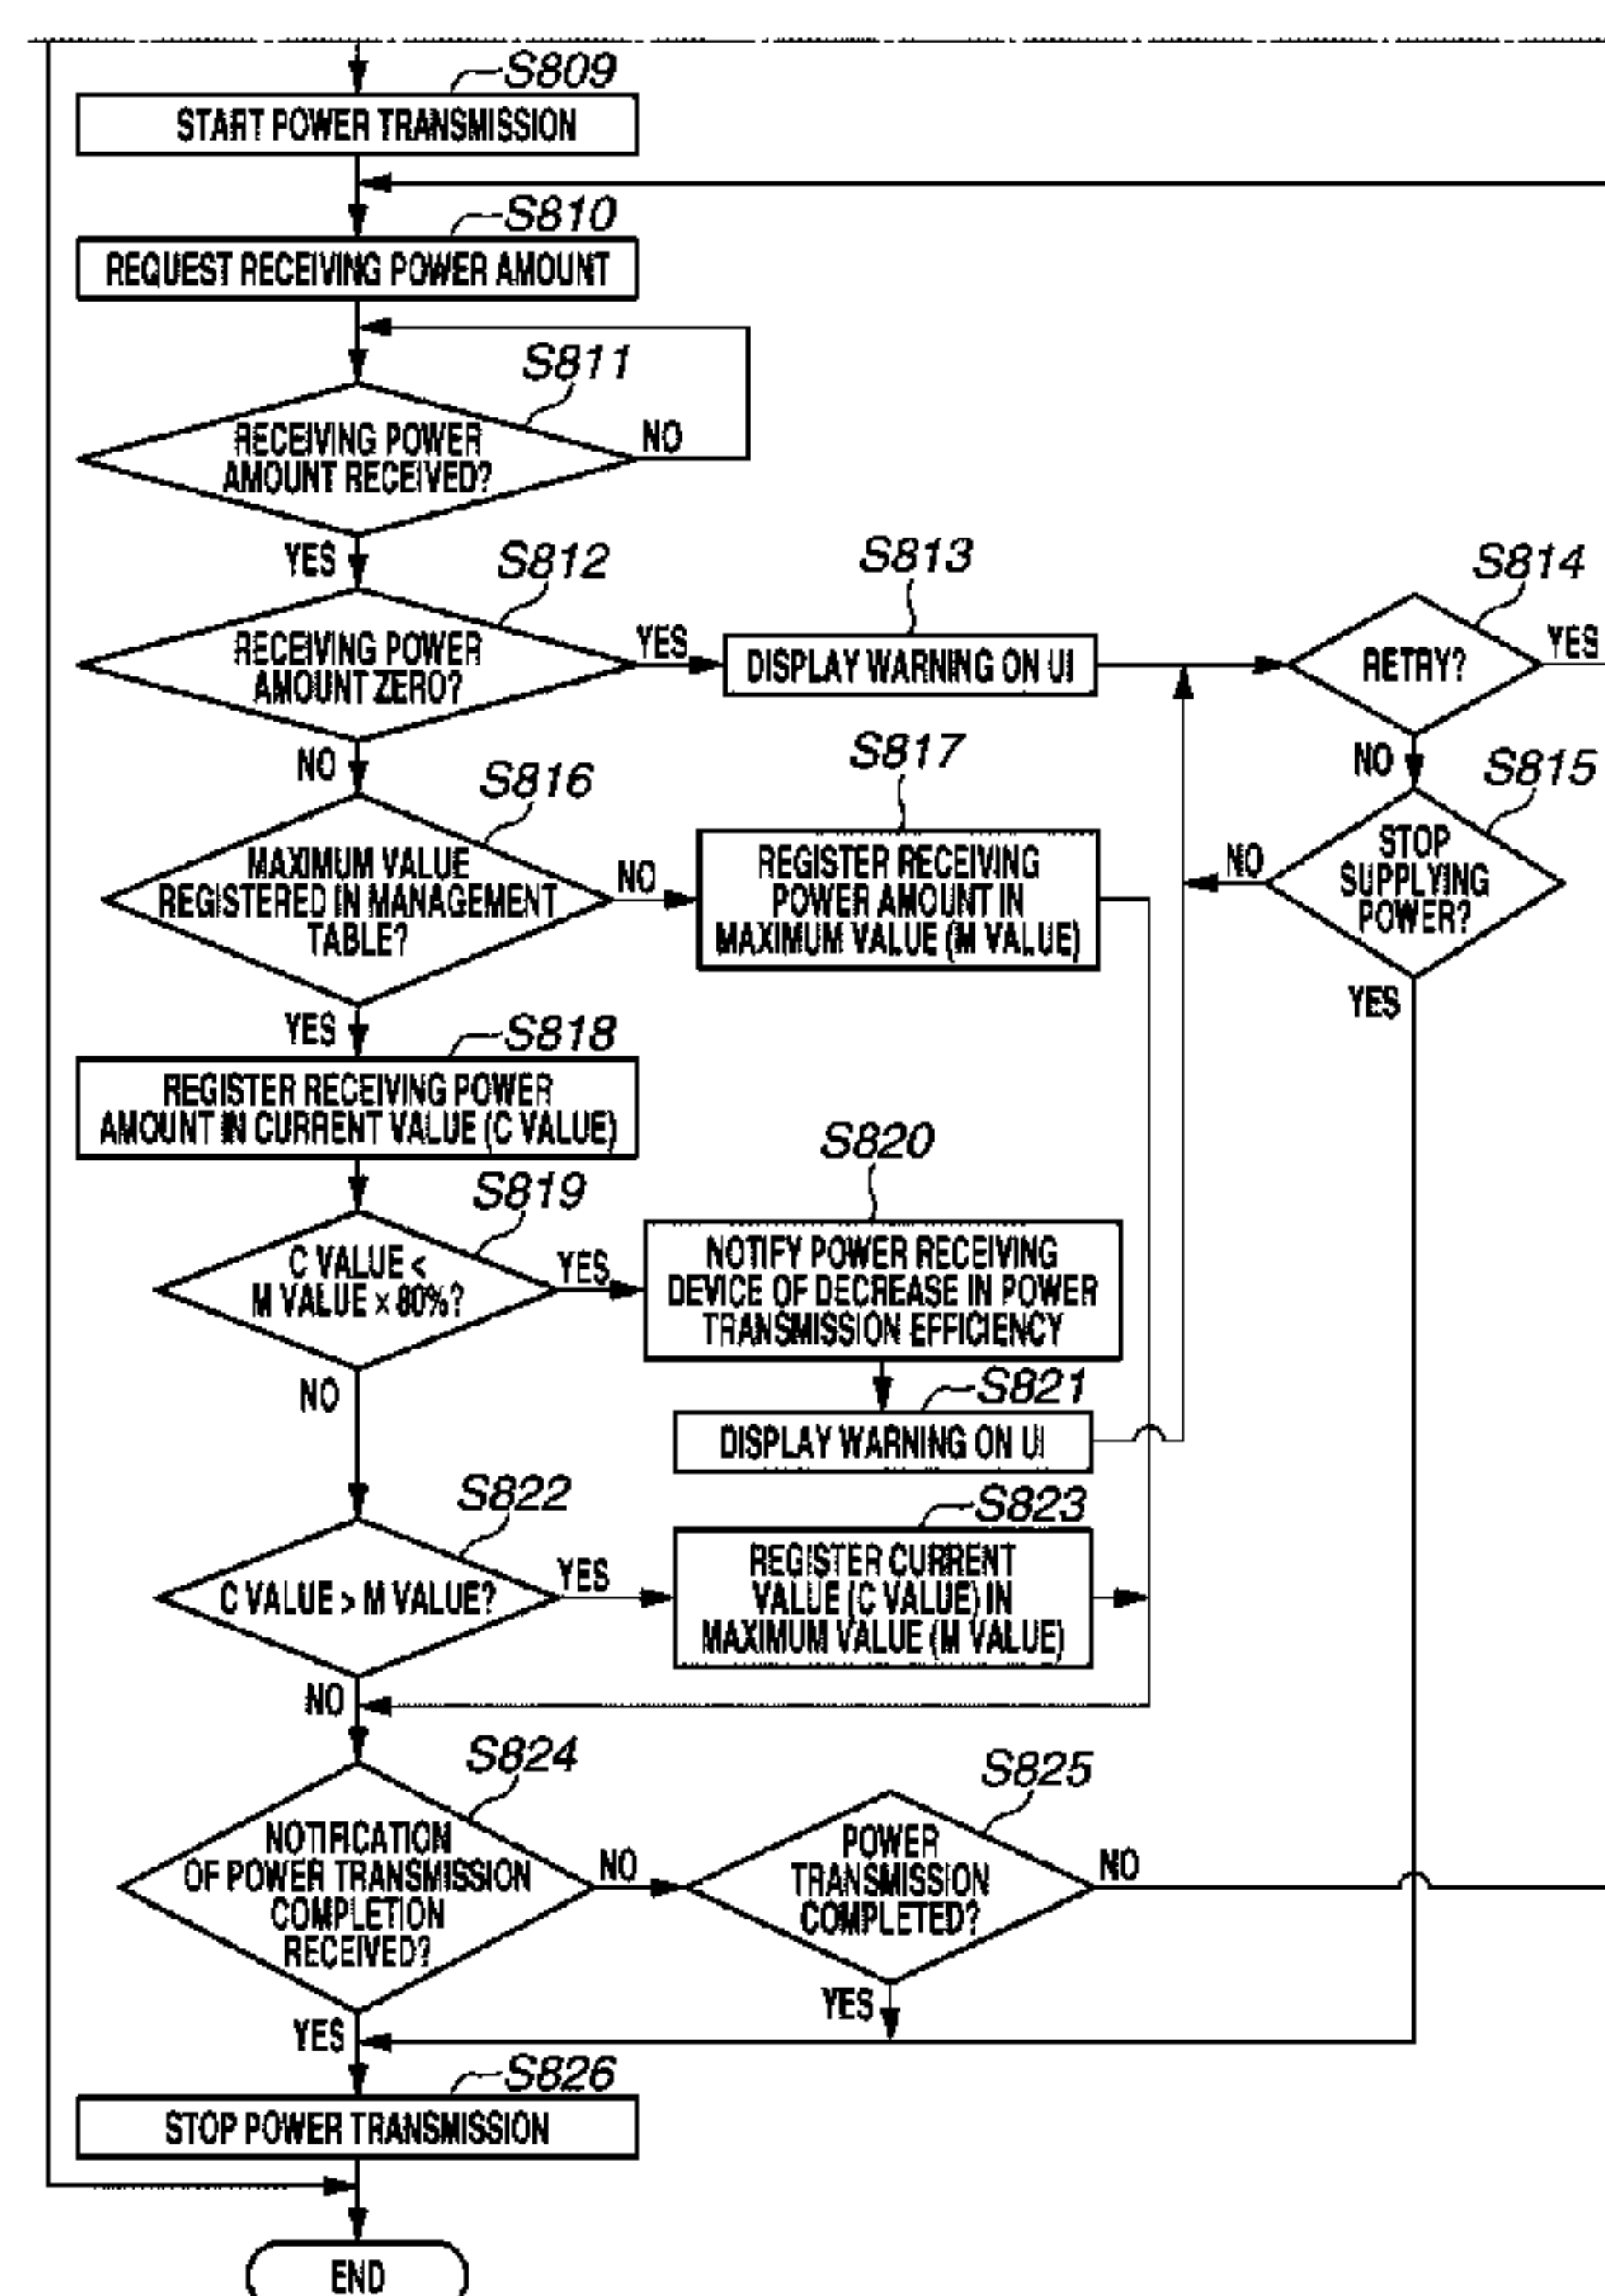 S809
START POWER TRANSMISSION
S810
REQUEST RECEIVING POWER AMOUNT
S811
RECEIVING POWER
AMOUNT RECEIVED?
NO
YES
S812
RECEIVING POWER
AMOUNT ZERO?
YES
NO
S813
DISPLAY WARNING ON UI
S814
RETRY?
YES
NO
S815
STOP
SUPPLYING
POWER?
NO
YES
S816
MAXIMUM VALUE
REGISTERED IN MANAGEMENT
TABLE?
NO
YES
S817
REGISTER RECEIVING
POWER AMOUNT IN
MAXIMUM VALUE (M VALUE)
S818
REGISTER RECEIVING POWER
AMOUNT IN CURRENT VALUE (C VALUE)
S819
C VALUE <
M VALUE × 80%?
YES
NO
S820
NOTIFY POWER RECEIVING
DEVICE OF DECREASE IN POWER
TRANSMISSION EFFICIENCY
S821
DISPLAY WARNING ON UI
S822
C VALUE > M VALUE?
YES
NO
S823
REGISTER CURRENT
VALUE (C VALUE) IN
MAXIMUM VALUE (M VALUE)
S824
NOTIFICATION
OF POWER TRANSMISSION
COMPLETION
RECEIVED?
NO
YES
S825
POWER
TRANSMISSION
COMPLETED?
NO
YES
S826
STOP POWER TRANSMISSION
END